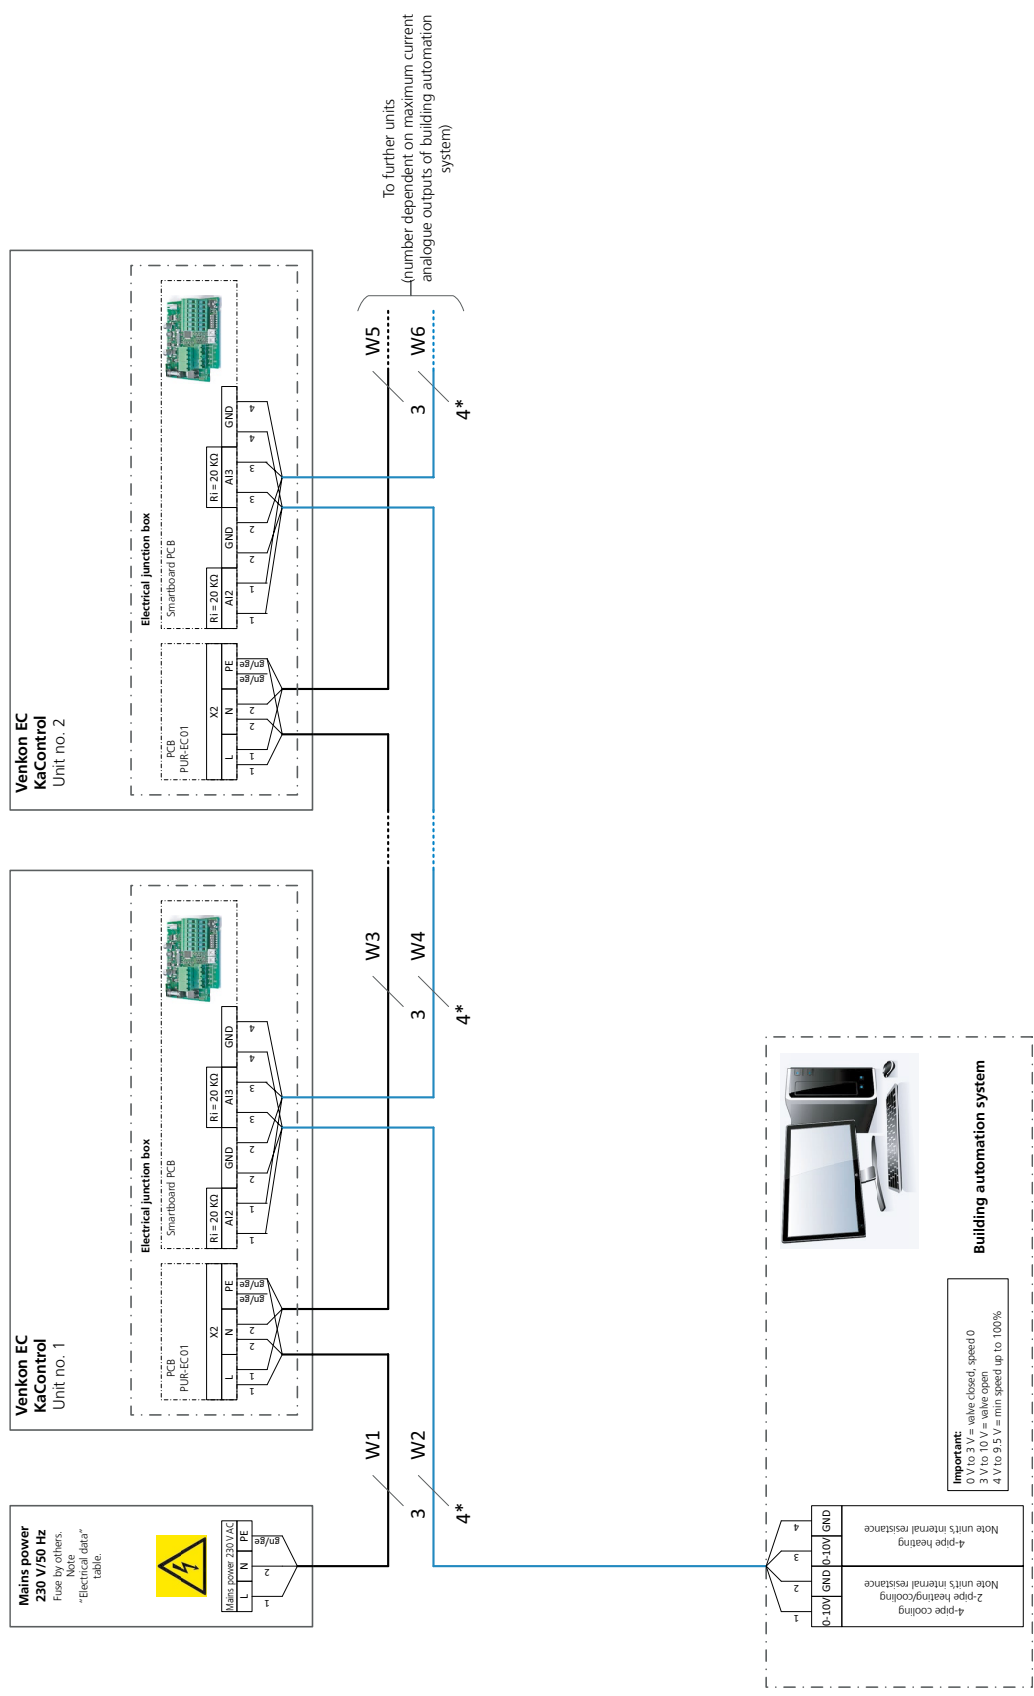 Mains power
230 V/50 Hz
Fuse by others.
Note
"Electrical data"
table.
Mains power 230 V AC
L N PE
1 2 gn/ge
Venkon EC
KaControl
Unit no. 1
Electrical junction box
PCB
PUR-EC01
X2
L N PE
1 1 2 2 gn/ge gn/ge
Smartboard PCB
Ri = 20 KΩ Ri = 20 KΩ
AI2 GND AI3 GND
1 1 2 2 3 3 4 4
Venkon EC
KaControl
Unit no. 2
Electrical junction box
PCB
PUR-EC01
X2
L N PE
1 1 2 2 gn/ge gn/ge
Smartboard PCB
Ri = 20 KΩ Ri = 20 KΩ
AI2 GND AI3 GND
1 1 2 2 3 3 4 4
3 W1
4* W2
3 W3
4* W4
3 W5
4* W6
To further units
(number dependent on maximum current
analogue outputs of building automation
system)
1 2 3 4
0-10V GND 0-10V GND
4-pipe cooling
2-pipe heating/cooling
Note unit's internal resistance
4-pipe heating
Note unit's internal resistance
Important:
0 V to 3 V = valve closed, speed 0
3 V to 10 V = valve open
4 V to 9.5 V = min speed up to 100%
Building automation system